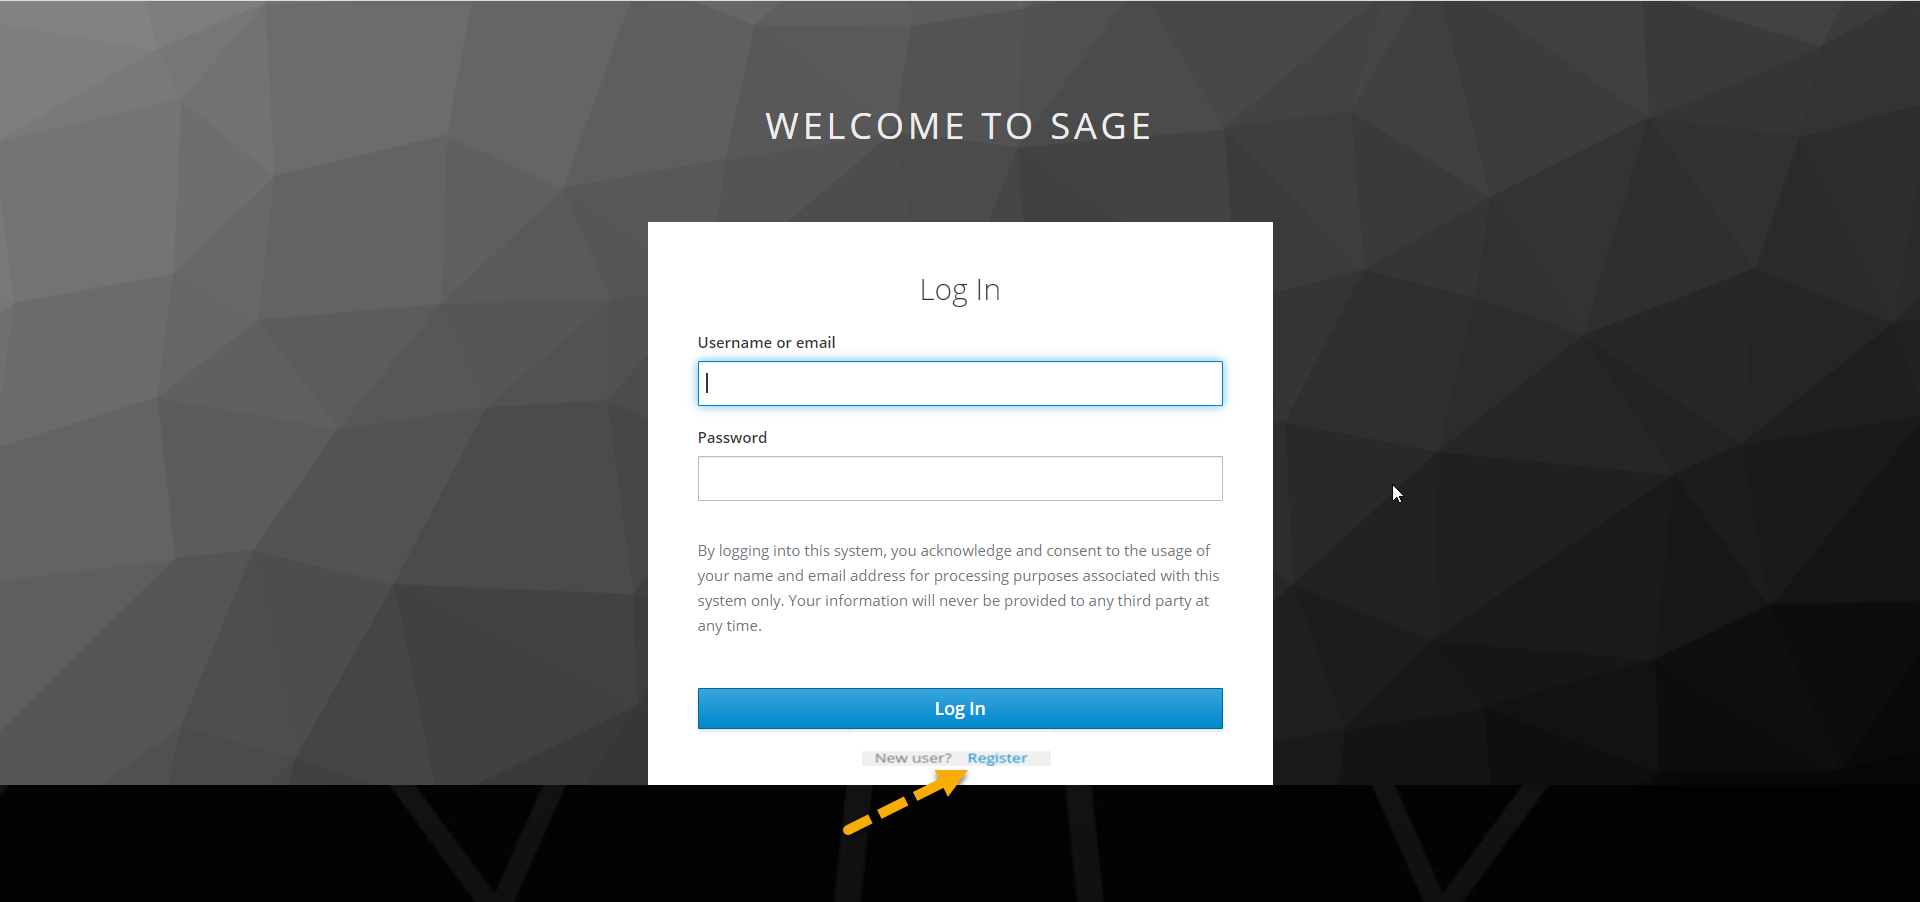 WELCOME TO SAGE
Log In
Username or email
Password
By logging into this system, you acknowledge and consent to the usage of
your name and email address for processing purposes associated with this
system only. Your information will never be provided to any third party at
any time.
Log In
New user? Register